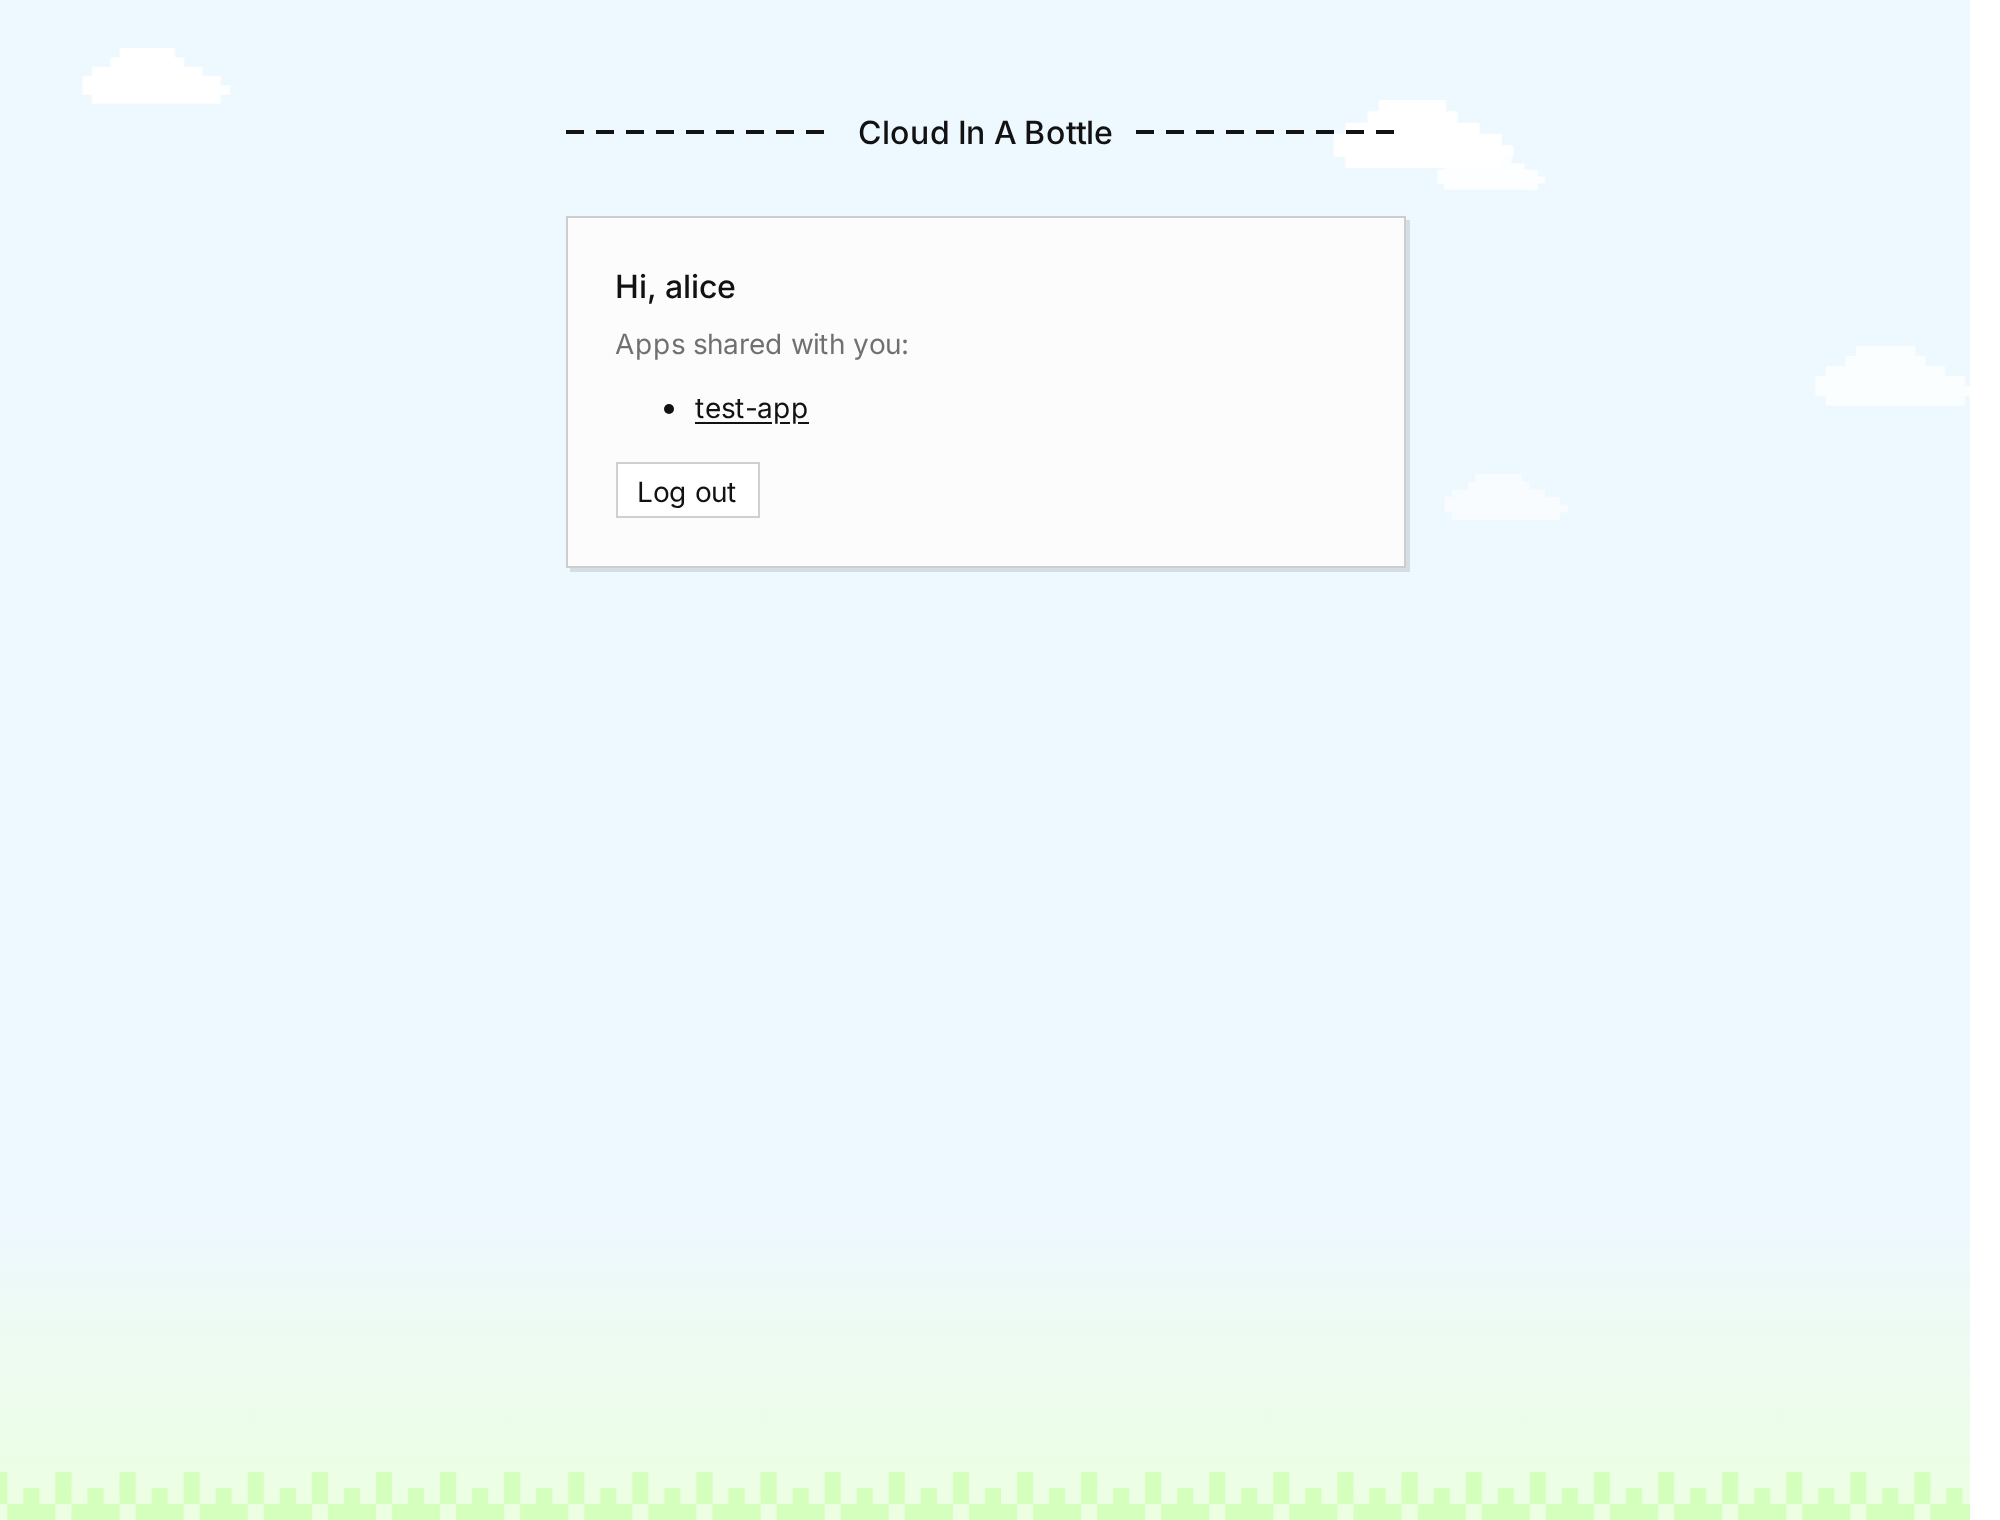 Cloud In A Bottle
Hi, alice
Apps shared with you:
test-app
Log out